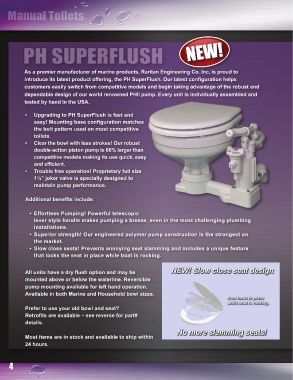 Manual Toilets
PH SUPERFLUSH
NEW!
As a premier manufacturer of marine products, Raritan Engineering Co. Inc, is proud to
introduce its latest product offering, the PH SuperFlush. Our latest configuration helps
customers easily switch from competitive models and begin taking advantage of the robust and
dependable design of our world renowned PHII pump. Every unit is individually assembled and
tested by hand in the USA.
• Upgrading to PH SuperFlush is fast and
easy! Mounting base configuration matches
the bolt pattern used on most competitive
toilets.
• Clear the bowl with less strokes! Our robust
double-action piston pump is 66% larger than
competitive models making its use quick, easy
and efficient.
• Trouble free operation! Proprietary full size
1½" joker valve is specially designed to
maintain pump performance.
Additional benefits include:
• Effortless Pumping! Powerful telescopic
lever style handle makes pumping a breeze, even in the most challenging plumbing
installations.
• Superior strength! Our engineered polymer pump construction is the strongest on
the market.
• Slow close seats! Prevents annoying seat slamming and includes a unique feature
that locks the seat in place while boat is rocking.
All units have a dry flush option and may be
mounted above or below the waterline. Reversible
pump mounting available for left hand operation.
Available in both Marine and Household bowl sizes.
Prefer to use your old bowl and seat?
Retrofits are available – see reverse for part#
details.
Most items are in stock and available to ship within
24 hours.
NEW! Slow close seat design
Seat locks in place
while boat is rocking.
No more slamming seats!
4